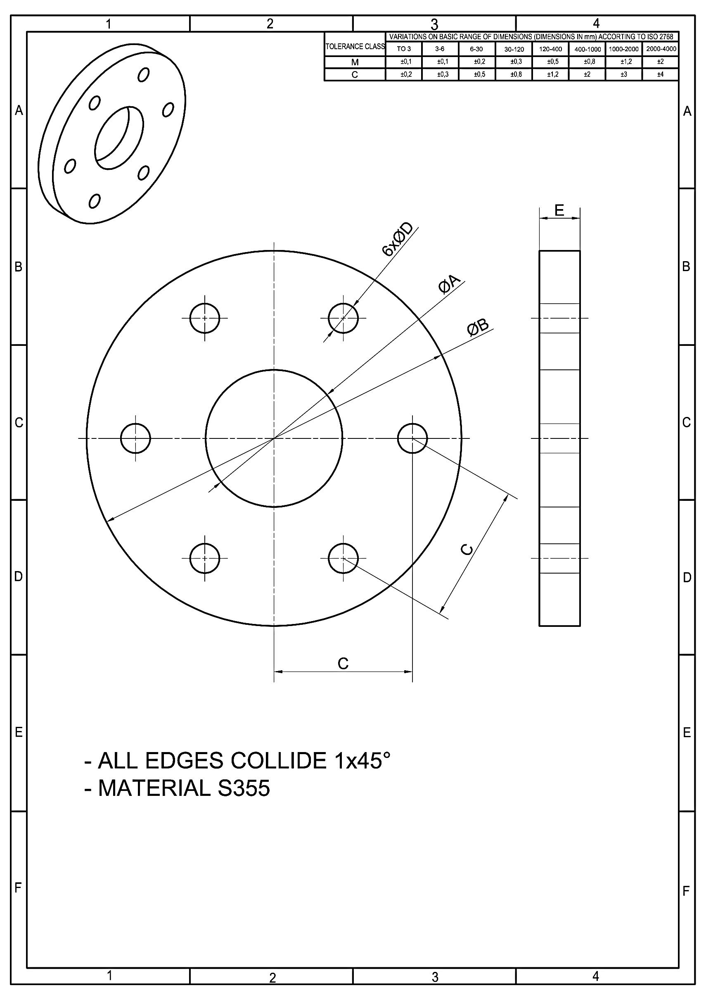 1 2 3 4
VARIATIONS ON BASIC RANGE OF DIMENSIONS (DIMENSIONS IN mm) ACCORTING TO ISO 2768
TOLERANCE CLASS TO 3 3-6 6-30 30-120 120-400 400-1000 1000-2000 2000-4000
M ±0,1 ±0,1 ±0,2 ±0,3 ±0,5 ±0,8 ±1,2 ±2
C ±0,2 ±0,3 ±0,5 ±0,8 ±1,2 ±2 ±3 ±4
A A
E
6xØD
B B
ØA
ØB
C C
C
D D
C
E E
- ALL EDGES COLLIDE 1x45°
- MATERIAL S355
F F
1 2 3 4